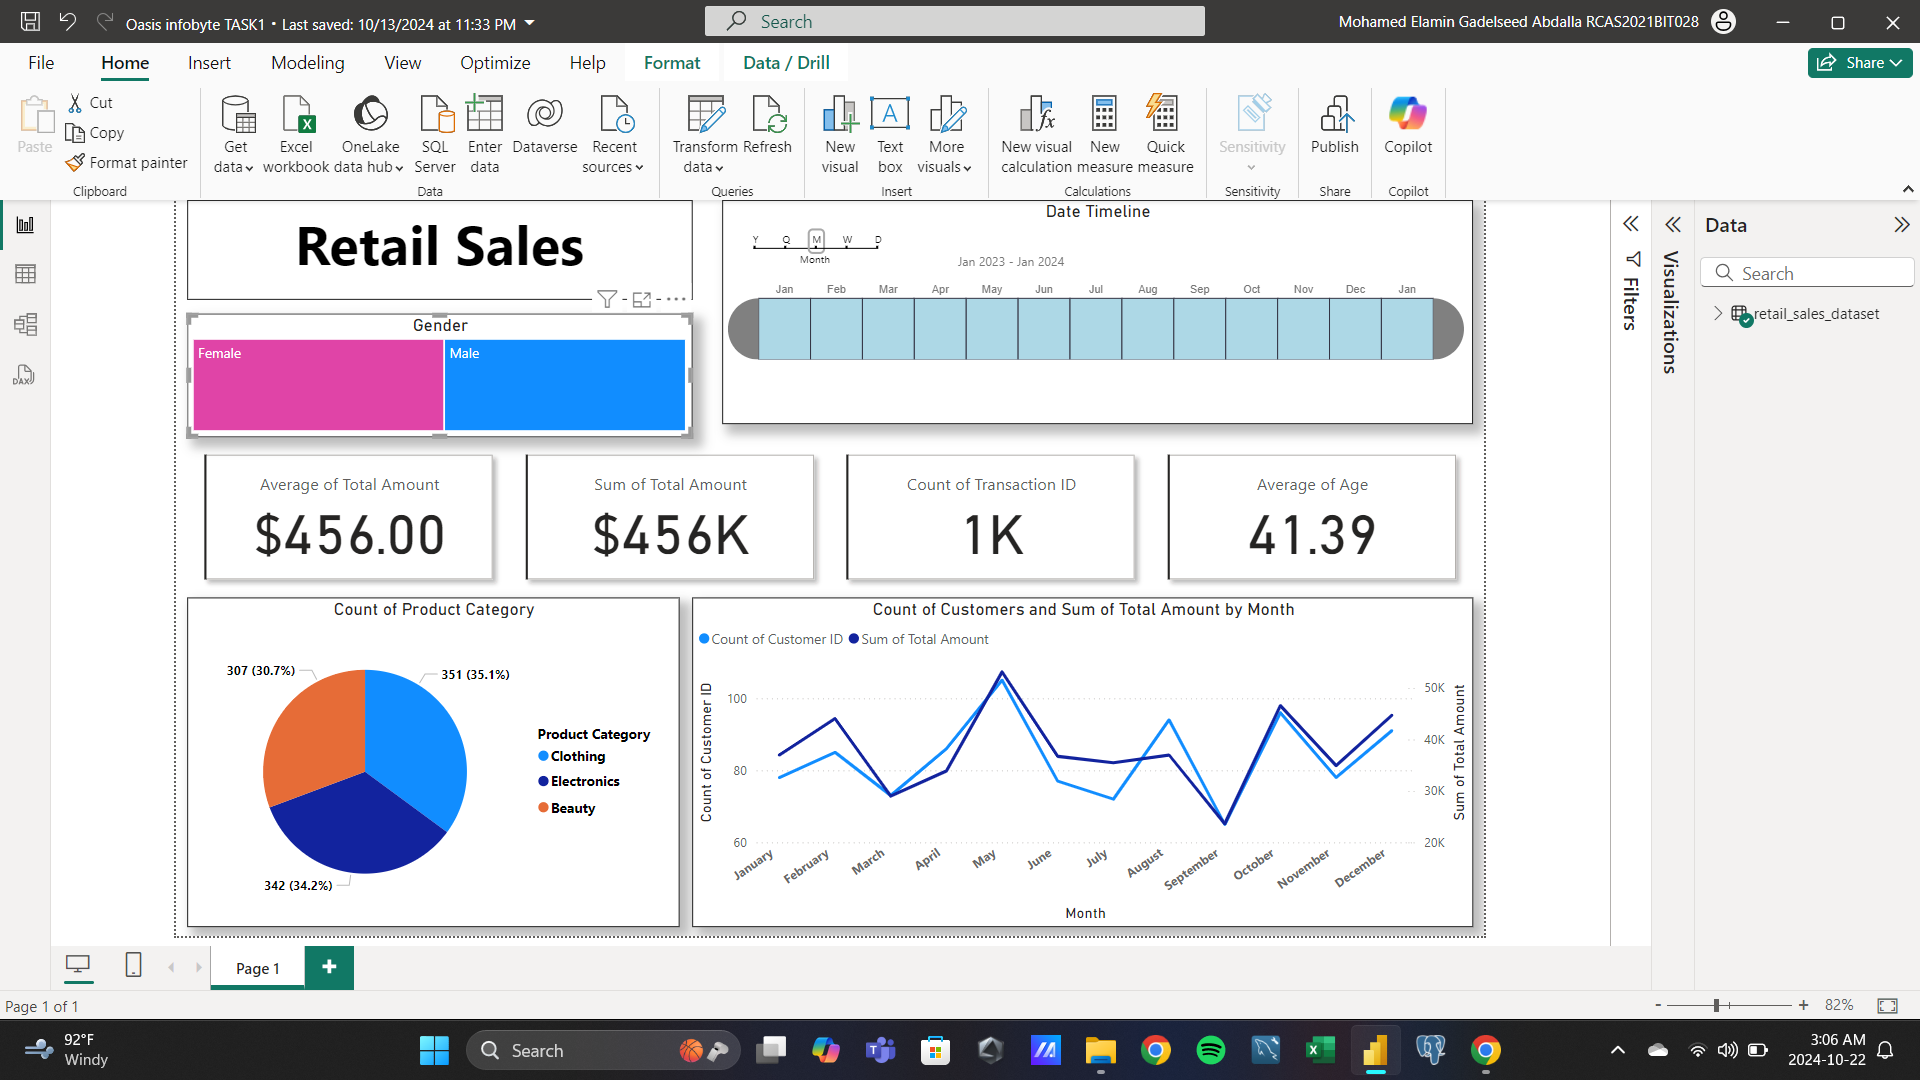 Oasis infobyte TASK1 • Last saved: 10/13/2024 at 11:33 PM
Search
Mohamed Elamin Gadelseed Abdalla RCAS2021BIT028
File Home Insert Modeling View Optimize Help Format Data / Drill
Share
Paste
Cut
Copy
Format painter
Clipboard
Get data
Excel workbook
OneLake data hub
SQL Server
Enter data
Dataverse
Recent sources
Data
Transform data
Refresh
Queries
New visual
Text box
More visuals
Insert
New visual calculation
New measure
Quick measure
Calculations
Sensitivity
Sensitivity
Publish
Share
Copilot
Copilot
Retail Sales
Gender
Female
Male
Date Timeline
Y Q M W D
Month
Jan 2023 - Jan 2024
Jan Feb Mar Apr May Jun Jul Aug Sep Oct Nov Dec Jan
Average of Total Amount
$456.00
Sum of Total Amount
$456K
Count of Transaction ID
1K
Average of Age
41.39
Count of Product Category
307 (30.7%)
351 (35.1%)
342 (34.2%)
Product Category
Clothing
Electronics
Beauty
Count of Customers and Sum of Total Amount by Month
Count of Customer ID Sum of Total Amount
Count of Customer ID
100
80
60
50K
40K
30K
20K
Sum of Total Amount
January February March April May June July August September October November December
Month
Filters
Visualizations
Data
Search
retail_sales_dataset
DAX
Page 1
+
Page 1 of 1
- + 82%
92°F
Windy
Search
3:06 AM
2024-10-22